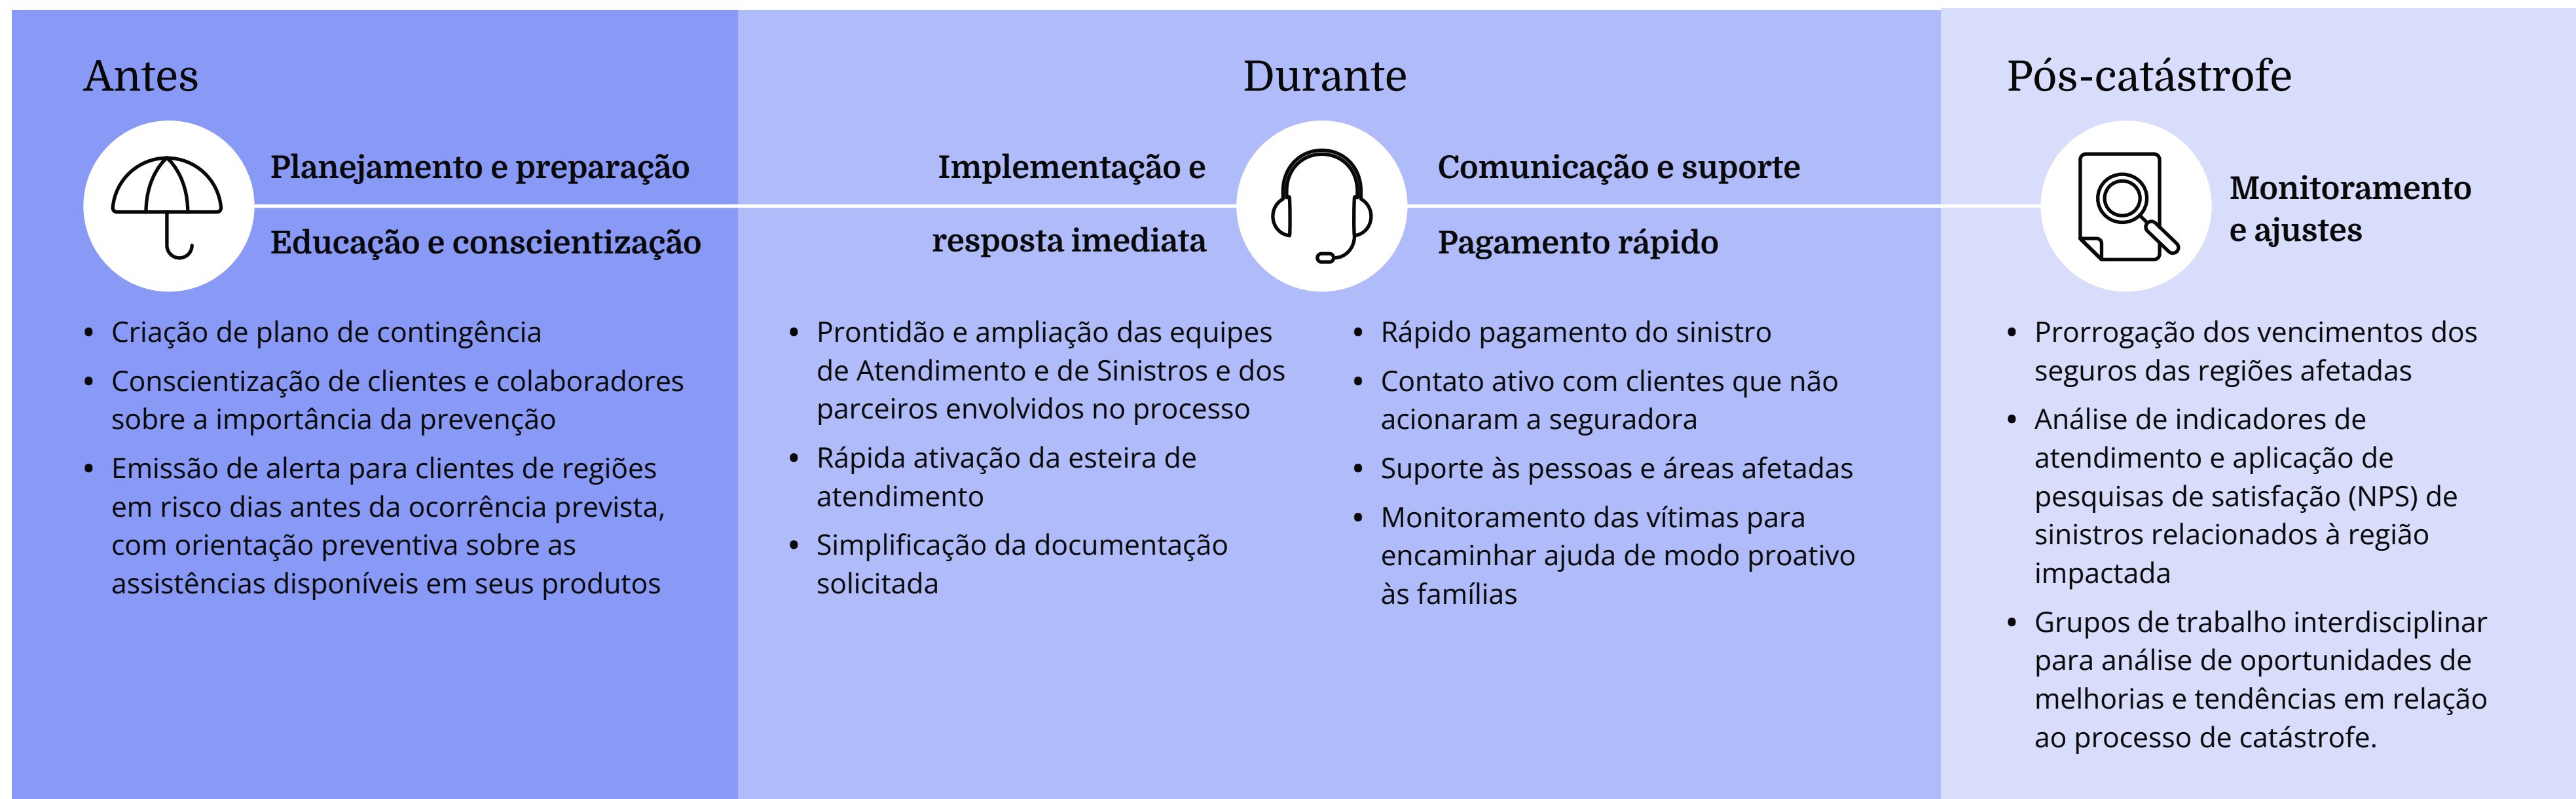 Antes
Planejamento e preparação
Educação e conscientização
• Criação de plano de contingência
• Conscientização de clientes e colaboradores
sobre a importância da prevenção
• Emissão de alerta para clientes de regiões
em risco dias antes da ocorrência prevista,
com orientação preventiva sobre as
assistências disponíveis em seus produtos
Durante
Implementação e
resposta imediata
Comunicação e suporte
Pagamento rápido
• Prontidão e ampliação das equipes
de Atendimento e de Sinistros e dos
parceiros envolvidos no processo
• Rápida ativação da esteira de
atendimento
• Simplificação da documentação
solicitada
• Rápido pagamento do sinistro
• Contato ativo com clientes que não
acionaram a seguradora
• Suporte às pessoas e áreas afetadas
• Monitoramento das vítimas para
encaminhar ajuda de modo proativo
às famílias
Pós-catástrofe
Monitoramento
e ajustes
• Prorrogação dos vencimentos dos
seguros das regiões afetadas
• Análise de indicadores de
atendimento e aplicação de
pesquisas de satisfação (NPS) de
sinistros relacionados à região
impactada
• Grupos de trabalho interdisciplinar
para análise de oportunidades de
melhorias e tendências em relação
ao processo de catástrofe.